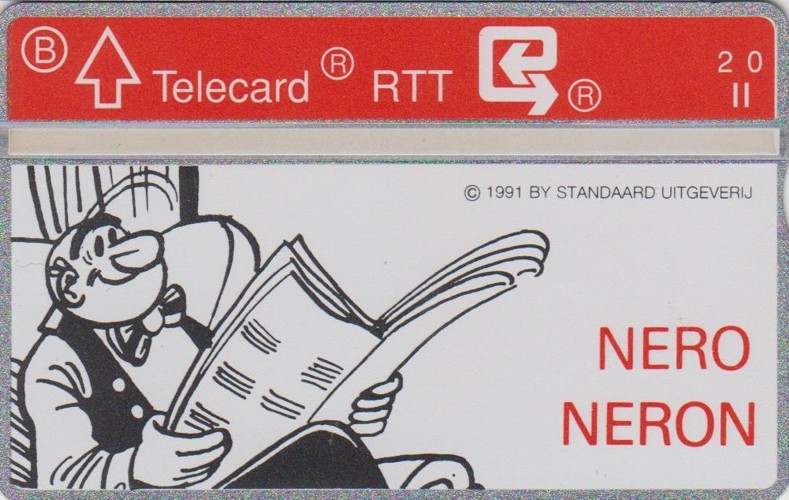 B Telecard ® RTT ® 20
II
© 1991 BY STANDAARD UITGEVERIJ
NERO
NERON